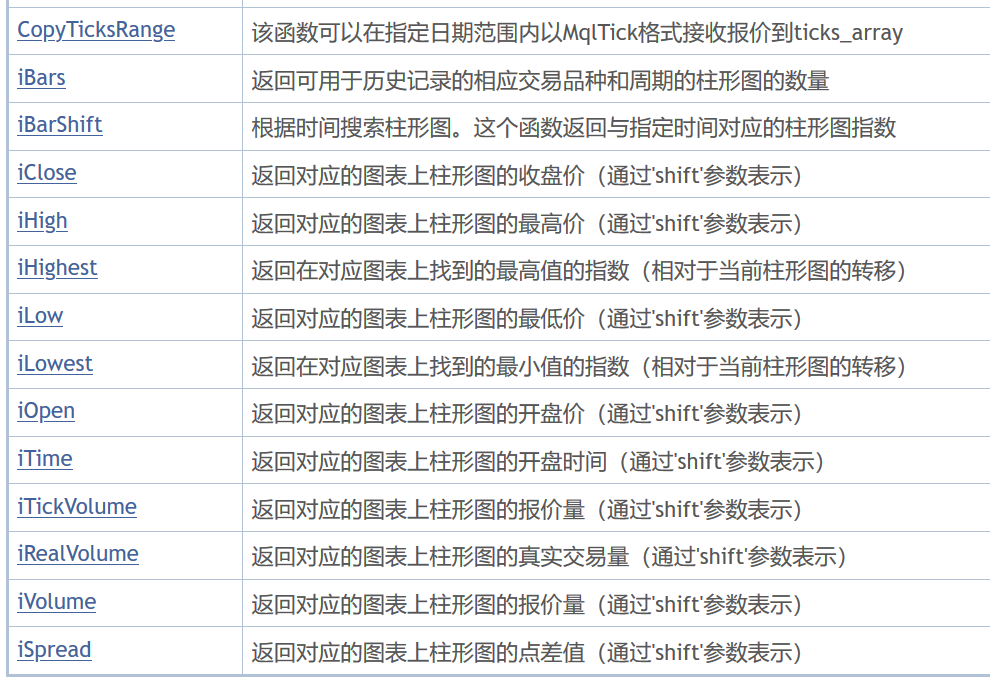 CopyTicksRange 该函数可以在指定日期范围内以MqlTick格式接收报价到ticks_array
iBars 返回可用于历史记录的相应交易品种和周期的柱形图的数量
iBarShift 根据时间搜索柱形图。这个函数返回与指定时间对应的柱形图指数
iClose 返回对应的图表上柱形图的收盘价（通过'shift'参数表示）
iHigh 返回对应的图表上柱形图的最高价（通过'shift'参数表示）
iHighest 返回在对应图表上找到的最高值的指数（相对于当前柱形图的转移）
iLow 返回对应的图表上柱形图的最低价（通过'shift'参数表示）
iLowest 返回在对应图表上找到的最小值的指数（相对于当前柱形图的转移）
iOpen 返回对应的图表上柱形图的开盘价（通过'shift'参数表示）
iTime 返回对应的图表上柱形图的开盘时间（通过'shift'参数表示）
iTickVolume 返回对应的图表上柱形图的报价量（通过'shift'参数表示）
iRealVolume 返回对应的图表上柱形图的真实交易量（通过'shift'参数表示）
iVolume 返回对应的图表上柱形图的报价量（通过'shift'参数表示）
iSpread 返回对应的图表上柱形图的点差值（通过'shift'参数表示）